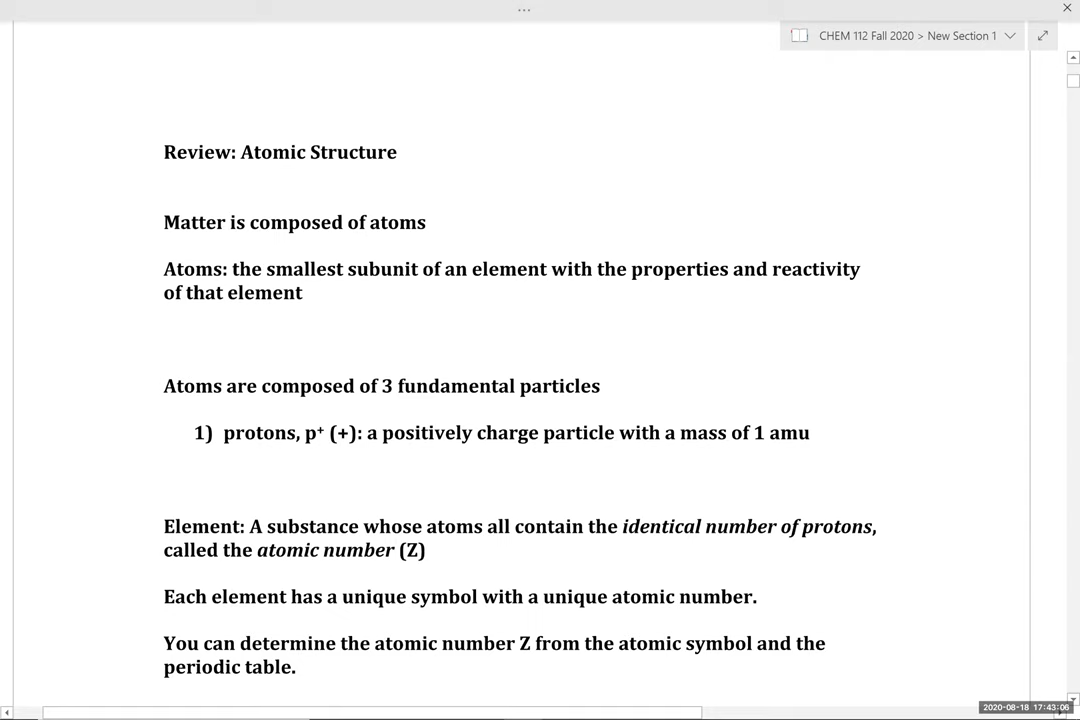 ...
CHEM 112 Fall 2020 > New Section 1
Review: Atomic Structure
Matter is composed of atoms
Atoms: the smallest subunit of an element with the properties and reactivity
of that element
Atoms are composed of 3 fundamental particles
1) protons, p⁺ (+): a positively charge particle with a mass of 1 amu
Element: A substance whose atoms all contain the identical number of protons,
called the atomic number (Z)
Each element has a unique symbol with a unique atomic number.
You can determine the atomic number Z from the atomic symbol and the
periodic table.
2020-08-18 17:43:06